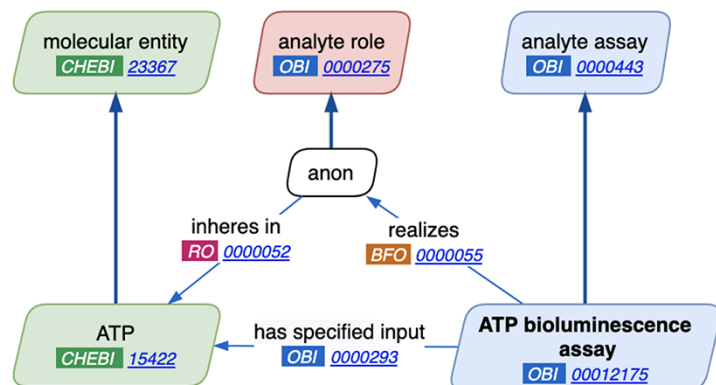 molecular entity
CHEBI 23367
analyte role
OBI 0000275
analyte assay
OBI 0000443
anon
inheres in
RO 0000052
realizes
BFO 0000055
ATP
CHEBI 15422
has specified input
OBI 0000293
ATP bioluminescence
assay
OBI 00012175